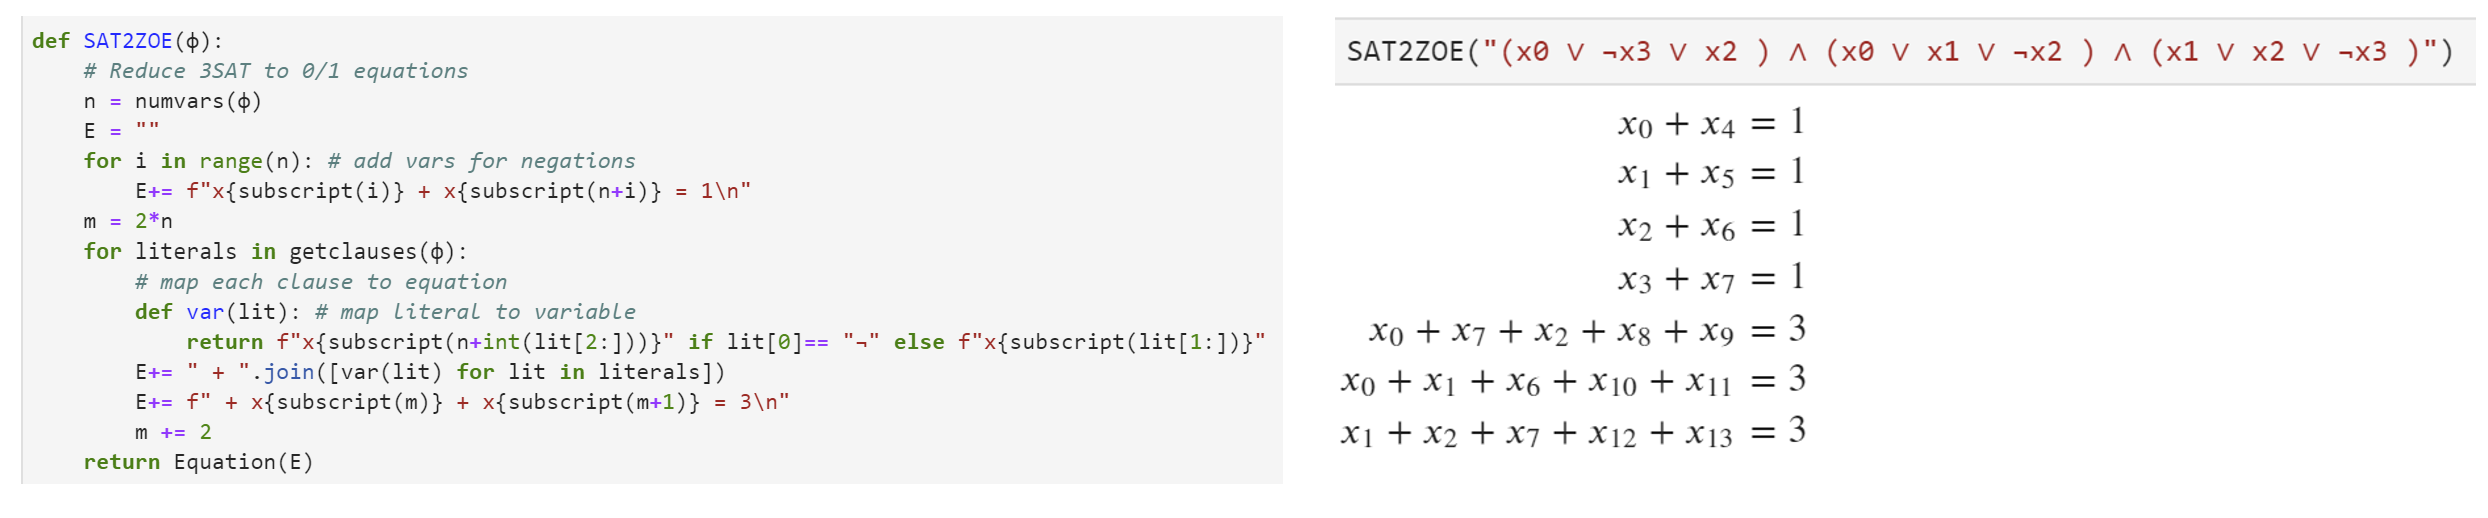 def SAT2ZOE(ϕ):
    # Reduce 3SAT to 0/1 equations
    n = numvars(ϕ)
    E = ""
    for i in range(n): # add vars for negations
        E+= f"x{subscript(i)} + x{subscript(n+i)} = 1\n"
    m = 2*n
    for literals in getclauses(ϕ):
        # map each clause to equation
        def var(lit): # map literal to variable
            return f"x{subscript(n+int(lit[2:]))}" if lit[0]== "¬" else f"x{subscript(lit[1:])}"
        E+= " + ".join([var(lit) for lit in literals])
        E+= f" + x{subscript(m)} + x{subscript(m+1)} = 3\n"
        m += 2
    return Equation(E)
SAT2ZOE("(x0 ∨ ¬x3 ∨ x2 ) ∧ (x0 ∨ x1 ∨ ¬x2 ) ∧ (x1 ∨ x2 ∨ ¬x3 )")
x₀ + x₄ = 1
x₁ + x₅ = 1
x₂ + x₆ = 1
x₃ + x₇ = 1
x₀ + x₇ + x₂ + x₈ + x₉ = 3
x₀ + x₁ + x₆ + x₁₀ + x₁₁ = 3
x₁ + x₂ + x₇ + x₁₂ + x₁₃ = 3